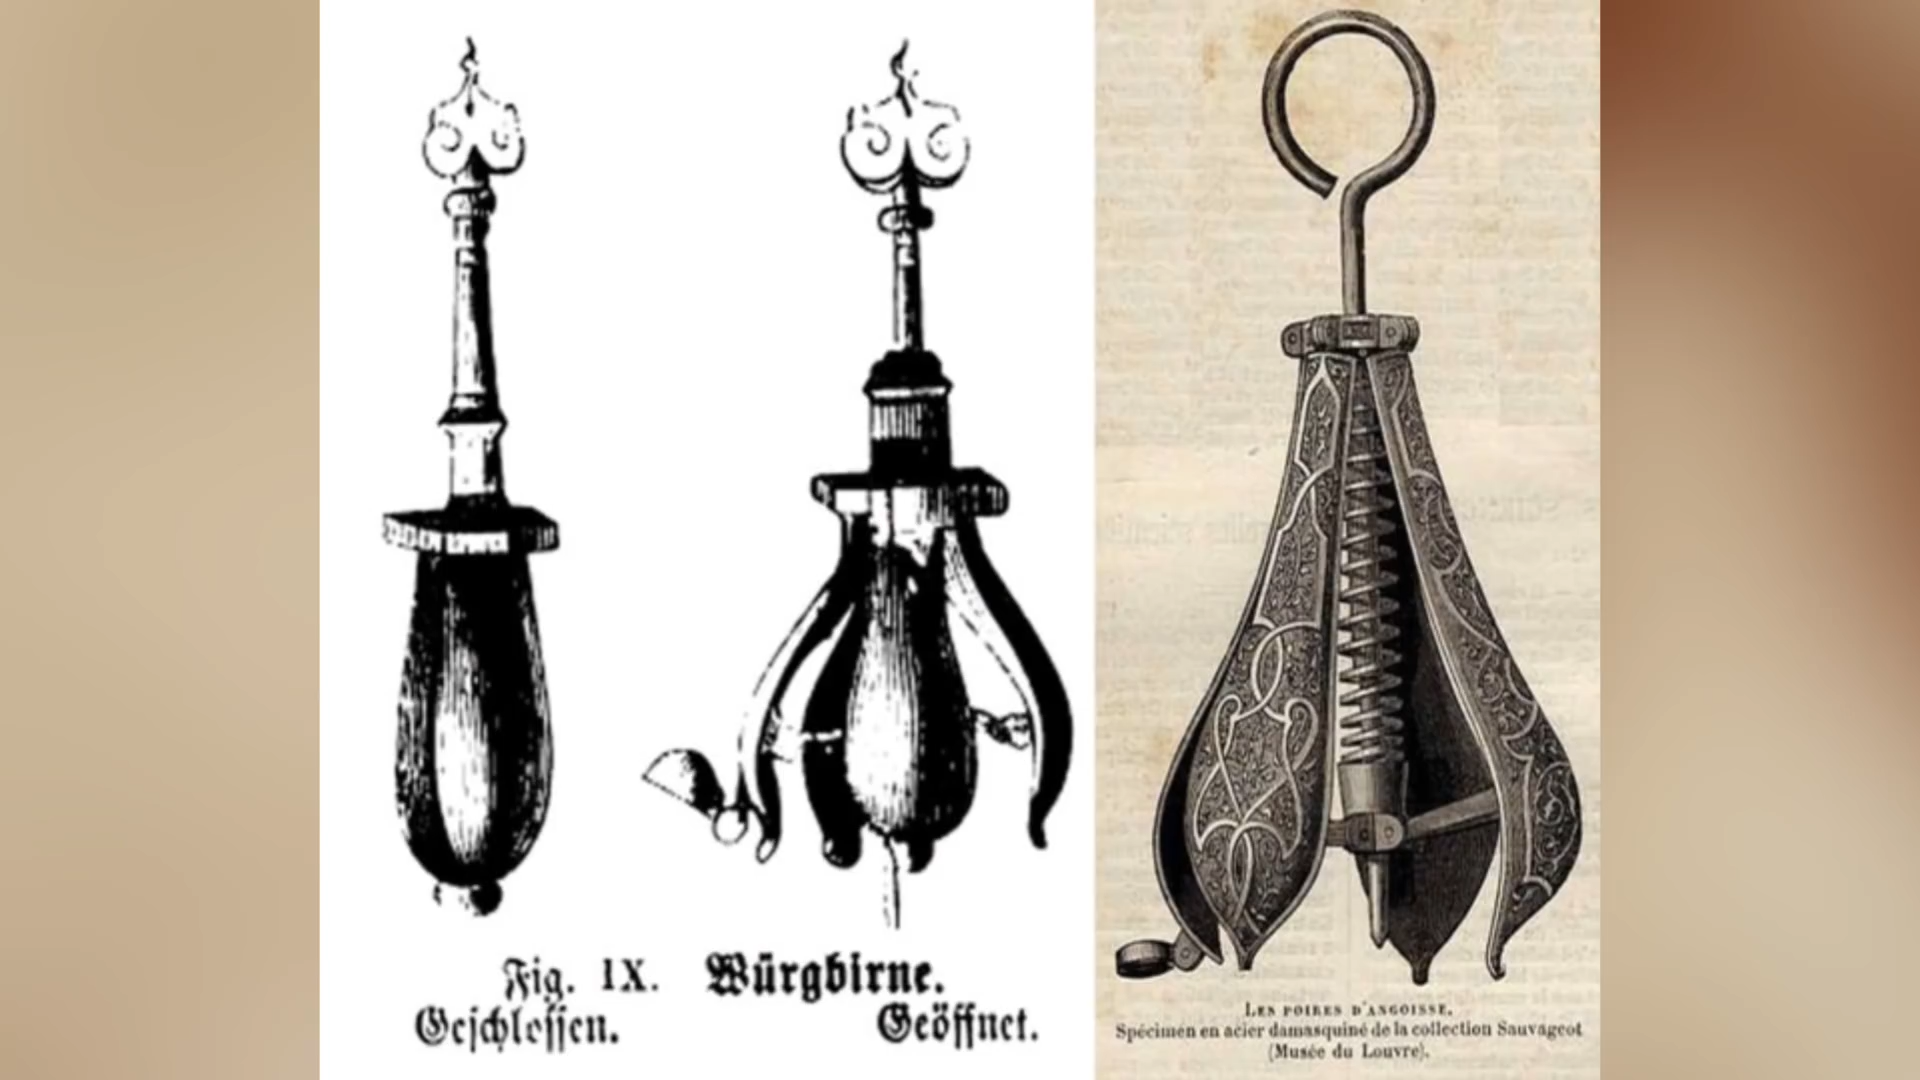 Fig. IX. Würgbirne.
Geschlossen. Geöffnet.
LES POIRES D'ANGOISSE.
Spécimen en acier damasquiné de la collection Sauvageot
(Musée du Louvre).